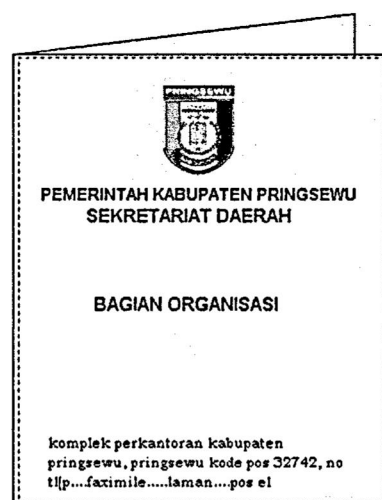 PRINGSEWU
PEMERINTAH KABUPATEN PRINGSEWU
SEKRETARIAT DAERAH
BAGIAN ORGANISASI
komplek perkantoran kabupaten
pringsewu, pringsewu kode pos 32742, no
tl[p....faximile.....laman....pos el